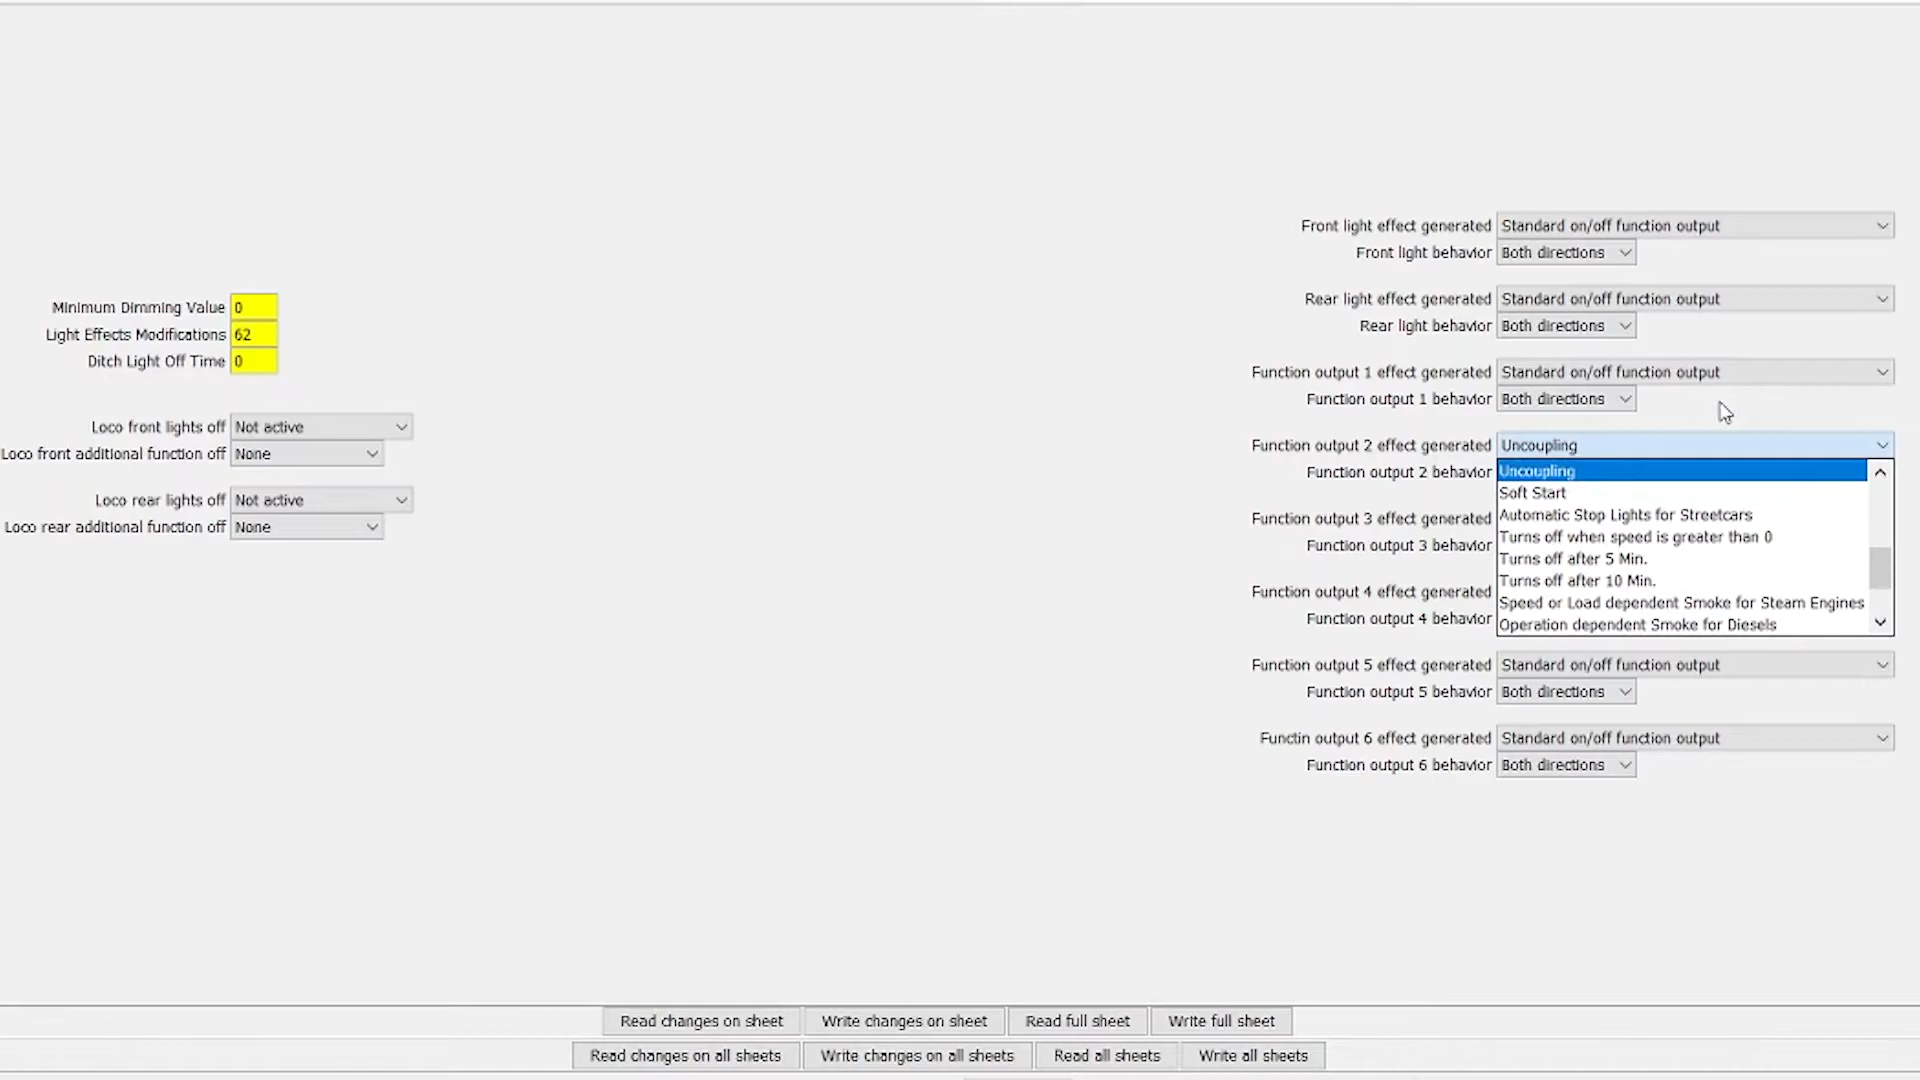 Minimum Dimming Value 0
Light Effects Modifications 62
Ditch Light Off Time 0
Loco front lights off Not active
Loco front additional function off None
Loco rear lights off Not active
Loco rear additional function off None
Front light effect generated Standard on/off function output
Front light behavior Both directions
Rear light effect generated Standard on/off function output
Rear light behavior Both directions
Function output 1 effect generated Standard on/off function output
Function output 1 behavior Both directions
Function output 2 effect generated Uncoupling
Function output 2 behavior
Function output 3 effect generated
Function output 3 behavior
Function output 4 effect generated
Function output 4 behavior
Uncoupling
Soft Start
Automatic Stop Lights for Streetcars
Turns off when speed is greater than 0
Turns off after 5 Min.
Turns off after 10 Min.
Speed or Load dependent Smoke for Steam Engines
Operation dependent Smoke for Diesels
Function output 5 effect generated Standard on/off function output
Function output 5 behavior Both directions
Functin output 6 effect generated Standard on/off function output
Function output 6 behavior Both directions
Read changes on sheet Write changes on sheet Read full sheet Write full sheet
Read changes on all sheets Write changes on all sheets Read all sheets Write all sheets